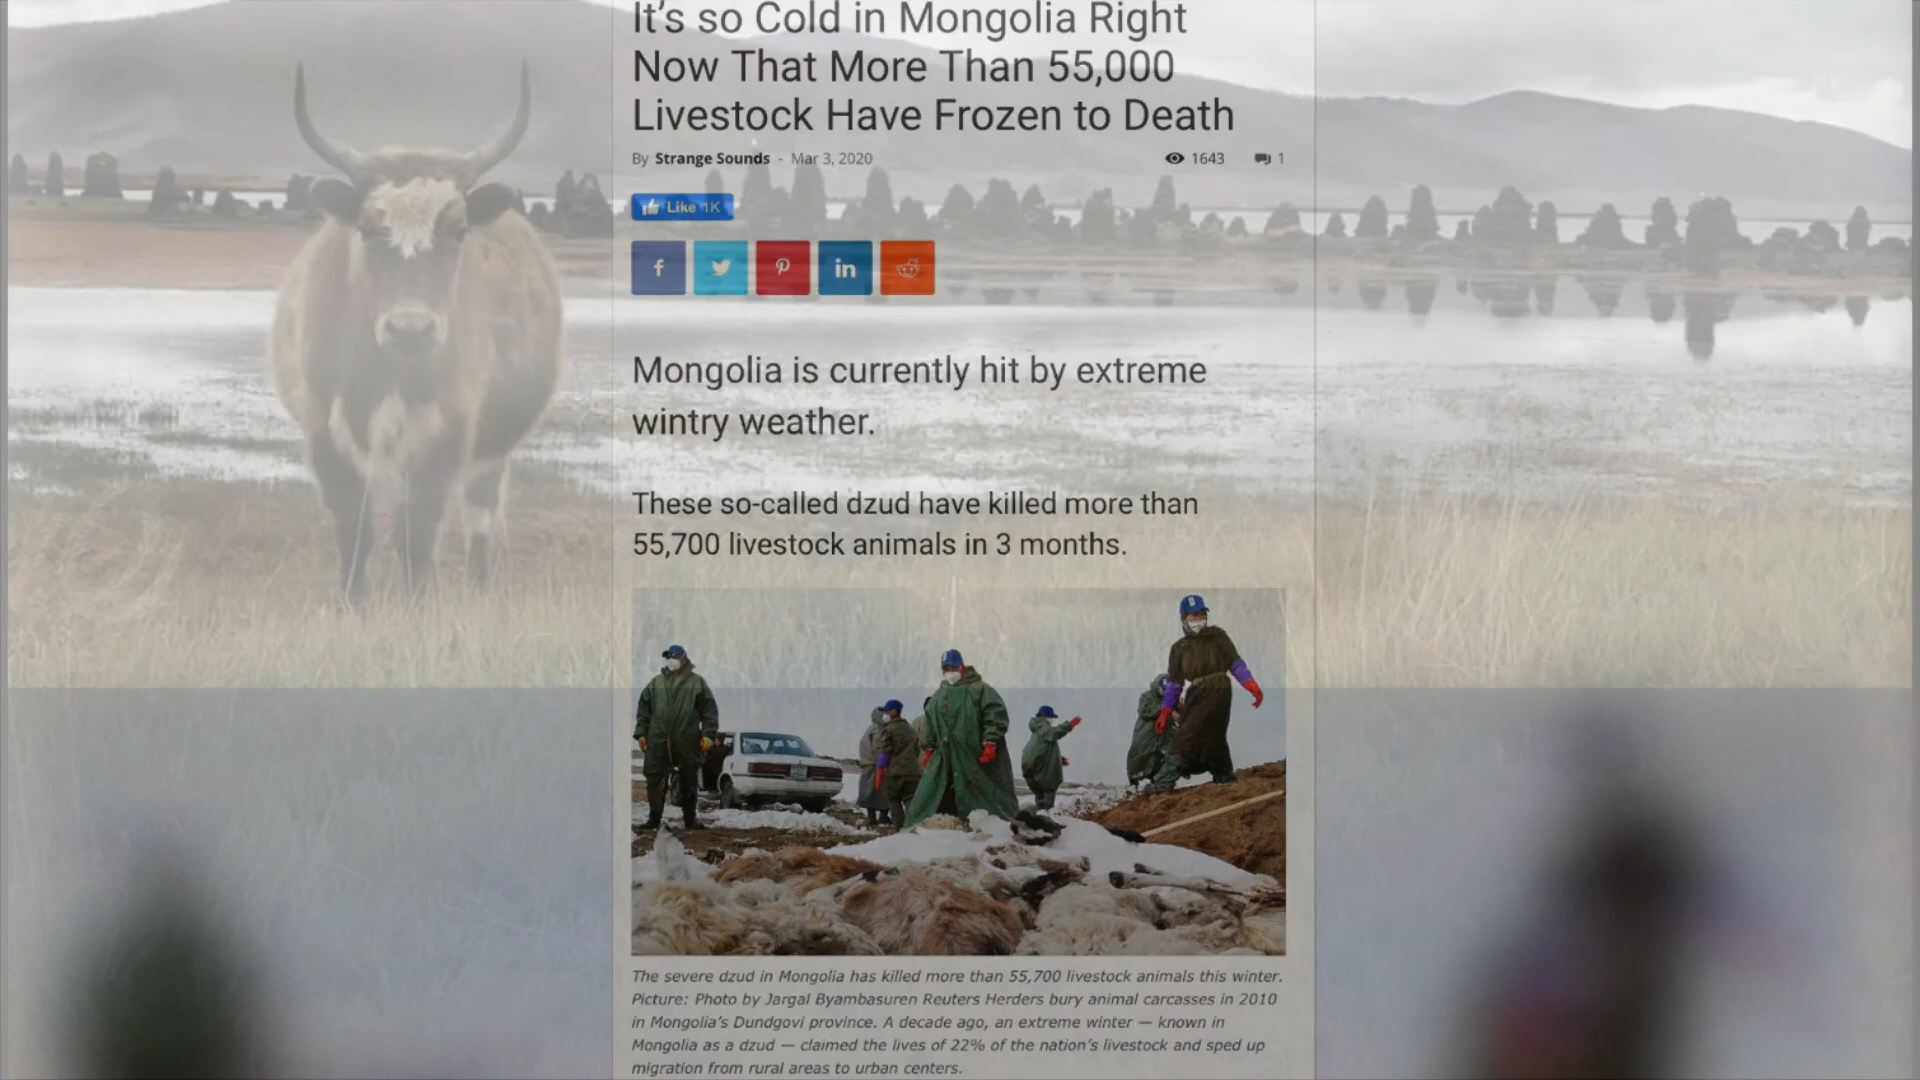 It's so Cold in Mongolia Right
Now That More Than 55,000
Livestock Have Frozen to Death
By Strange Sounds - Mar 3, 2020 1643 1
Like 1K
Mongolia is currently hit by extreme
wintry weather.
These so-called dzud have killed more than
55,700 livestock animals in 3 months.
The severe dzud in Mongolia has killed more than 55,700 livestock animals this winter.
Picture: Photo by Jargal Byambasuren Reuters Herders bury animal carcasses in 2010
in Mongolia's Dundgovi province. A decade ago, an extreme winter — known in
Mongolia as a dzud — claimed the lives of 22% of the nation's livestock and sped up
migration from rural areas to urban centers.